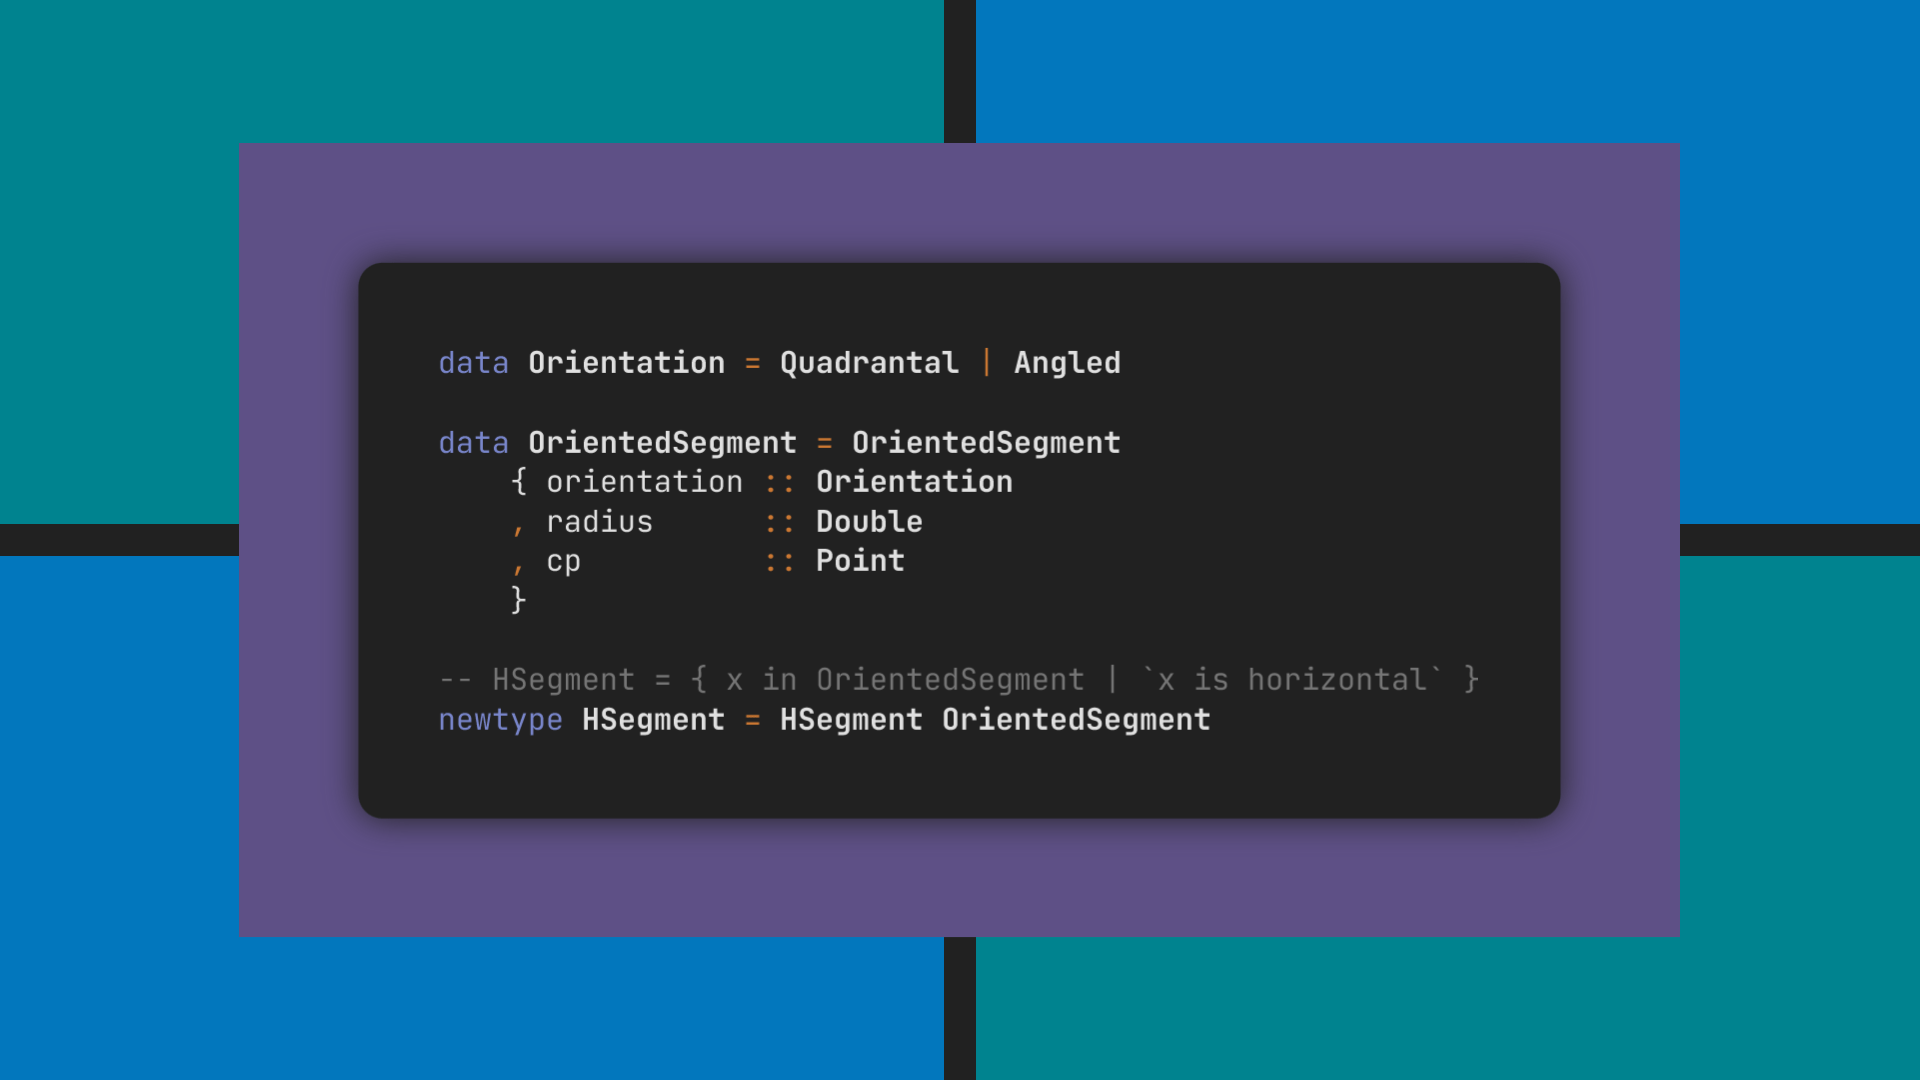 data Orientation = Quadrantal | Angled
data OrientedSegment = OrientedSegment
    { orientation :: Orientation
    , radius      :: Double
    , cp          :: Point
    }
-- HSegment = { x in OrientedSegment | `x is horizontal` }
newtype HSegment = HSegment OrientedSegment